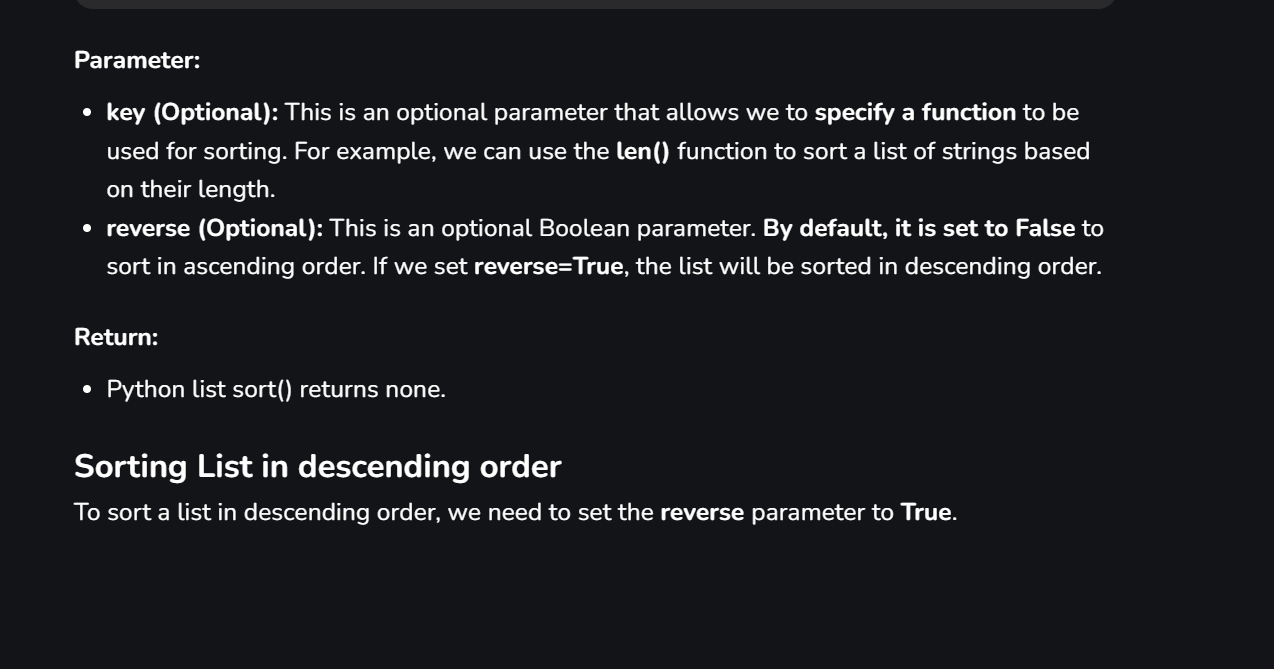 Parameter:
• key (Optional): This is an optional parameter that allows we to specify a function to be
used for sorting. For example, we can use the len() function to sort a list of strings based
on their length.
• reverse (Optional): This is an optional Boolean parameter. By default, it is set to False to
sort in ascending order. If we set reverse=True, the list will be sorted in descending order.
Return:
• Python list sort() returns none.
Sorting List in descending order
To sort a list in descending order, we need to set the reverse parameter to True.